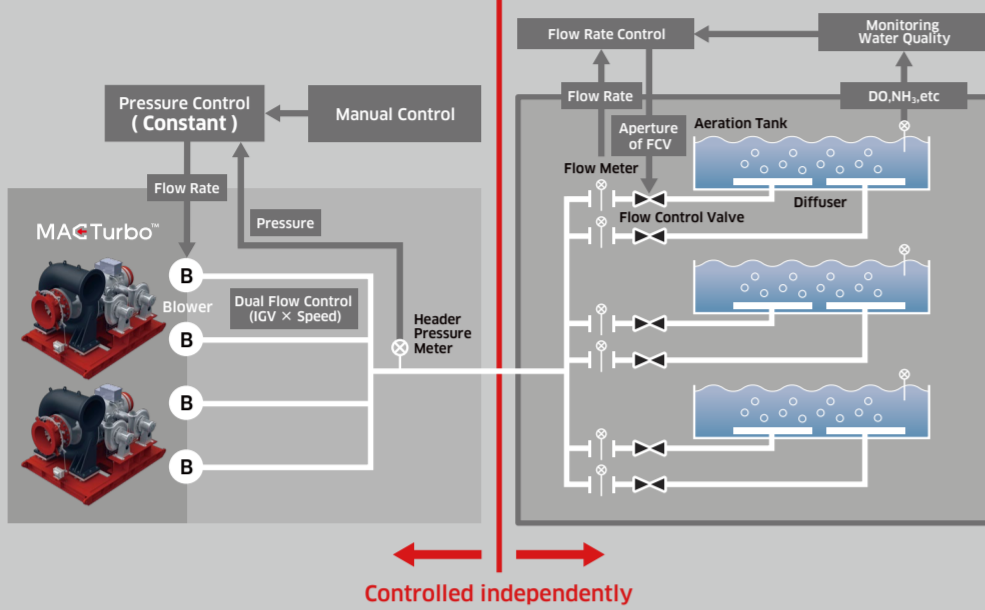 Pressure Control
( Constant )
Manual Control
Flow Rate
Pressure
MACTurbo™
B
Blower
B
B
B
Dual Flow Control
(IGV × Speed)
Header
Pressure
Meter
Flow Rate Control
Monitoring
Water Quality
Flow Rate
DO,NH₃,etc
Aperture
of FCV
Aeration Tank
Flow Meter
Flow Control Valve
Diffuser
Controlled independently